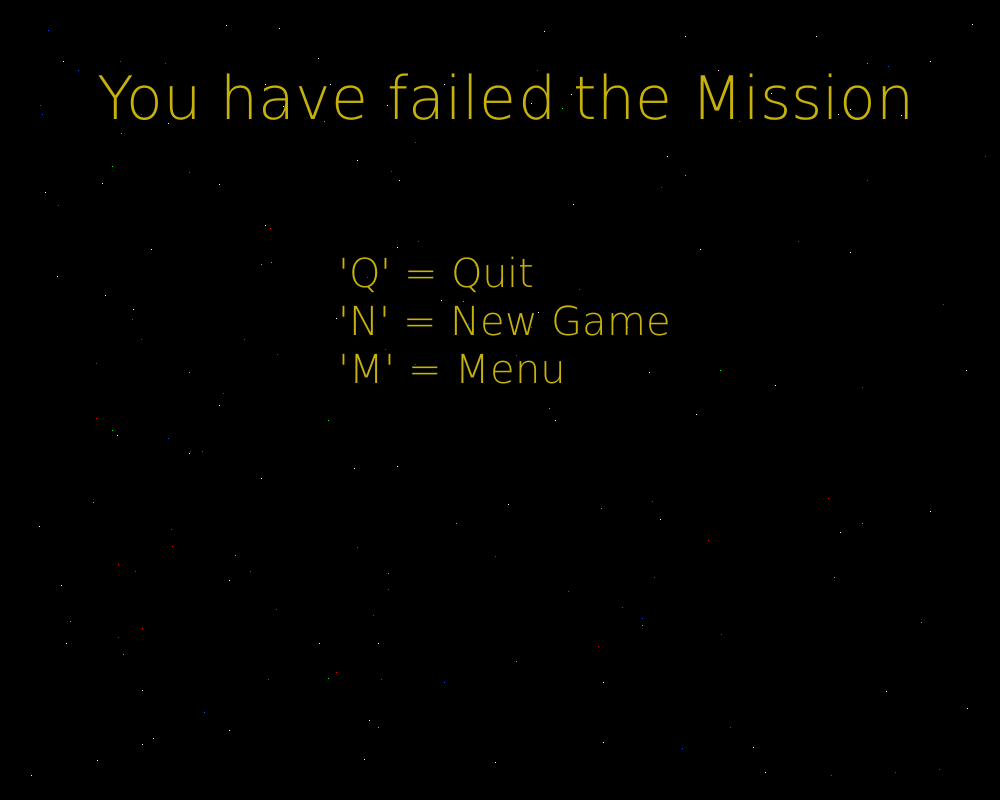 You have failed the Mission
'Q' = Quit
'N' = New Game
'M' = Menu